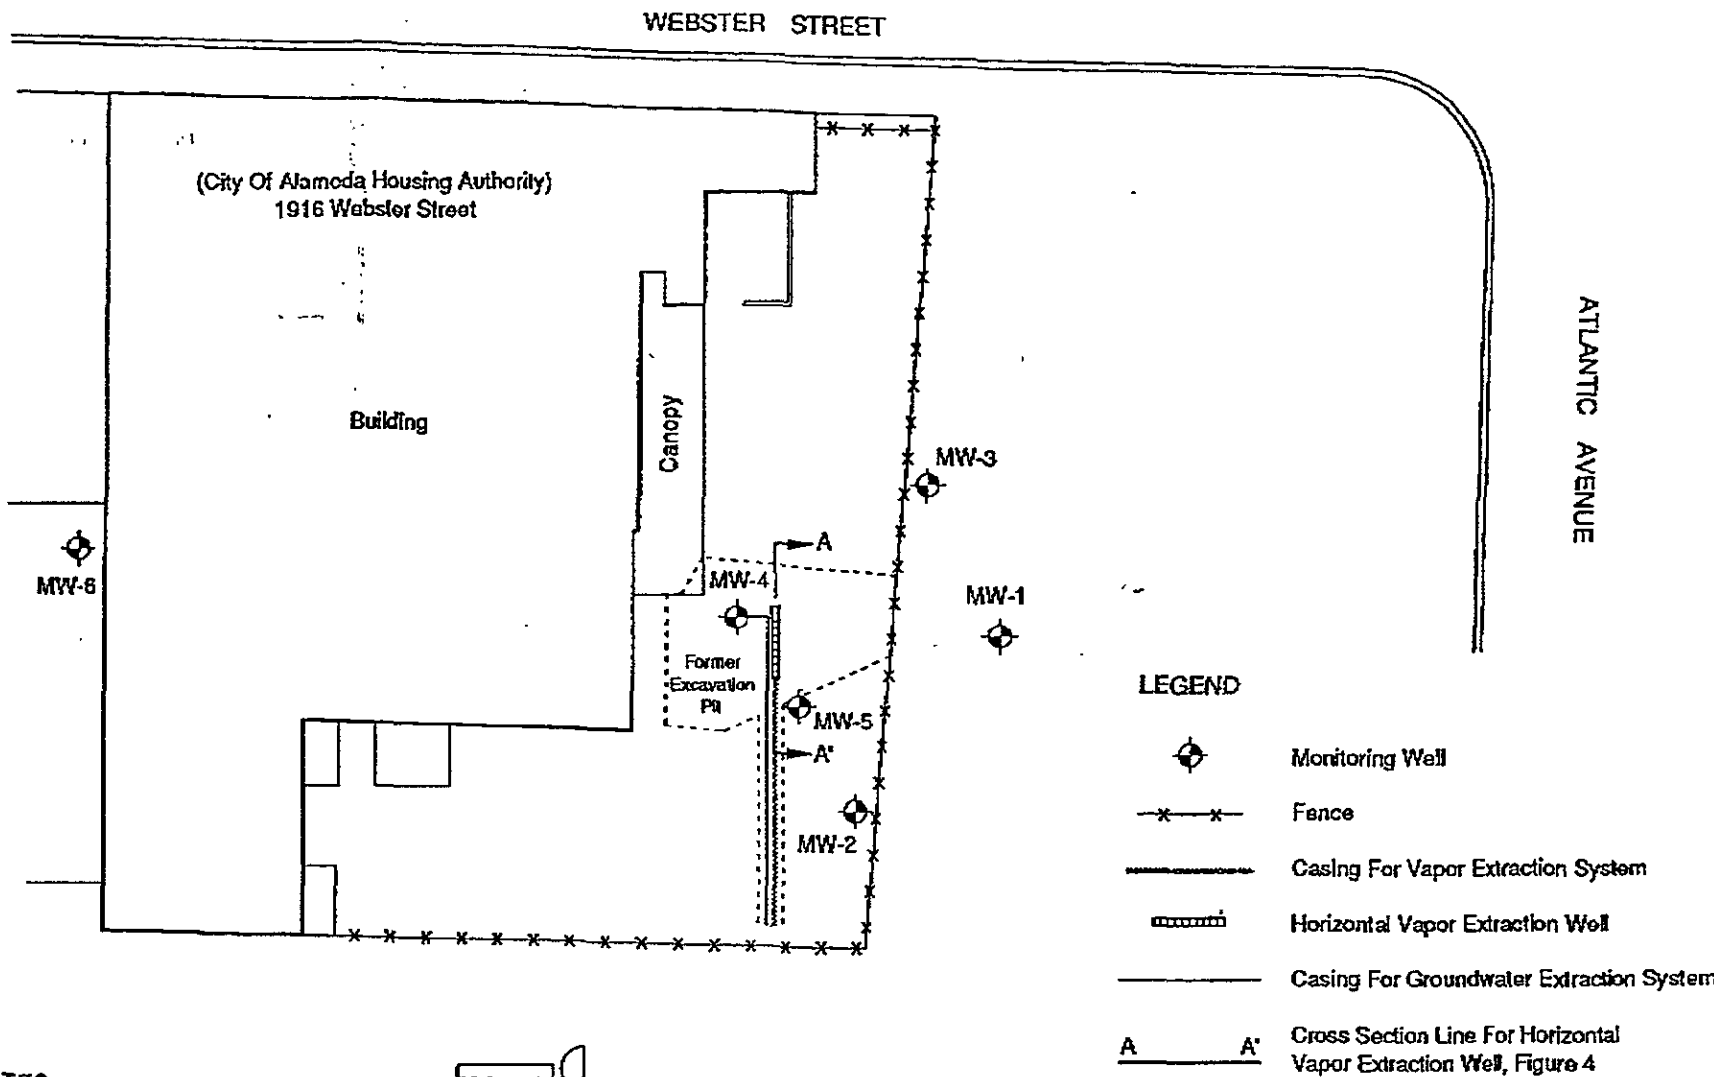 WEBSTER STREET
(City Of Alameda Housing Authority)
1916 Webster Street
ATLANTIC AVENUE
Building
Canopy
MW-3
A
MW-6
MW-4
MW-1
Former
Excavation
Pit
MW-5
A'
MW-2
LEGEND
Monitoring Well
Fence
Casing For Vapor Extraction System
Horizontal Vapor Extraction Well
Casing For Groundwater Extraction System
A A' Cross Section Line For Horizontal
Vapor Extraction Well, Figure 4